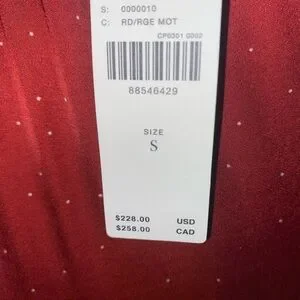 S: 0000010
C: RD/RGE MOT
CP0301 0002
88546429
SIZE
S
$228.00 USD
$258.00 CAD